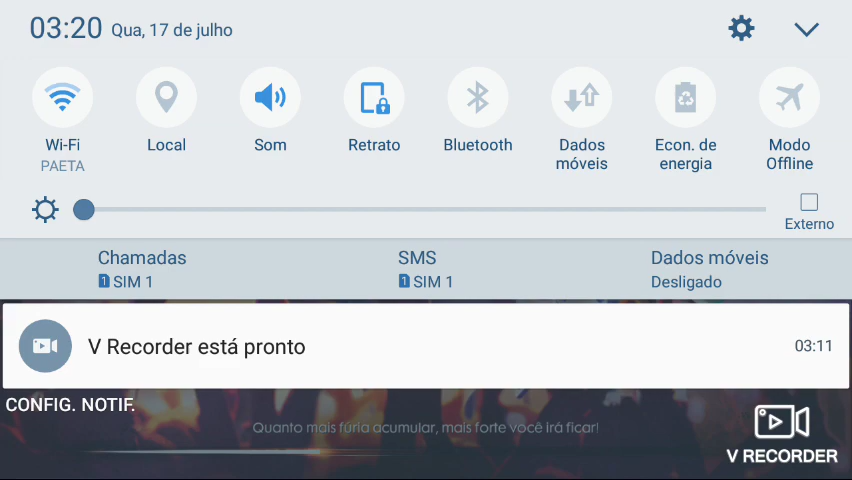 03:20 Qua, 17 de julho
Wi-Fi Local Som Retrato Bluetooth Dados móveis Econ. de energia Modo Offline
PAETA
Externo
Chamadas SMS Dados móveis
1 SIM 1 1 SIM 1 Desligado
V Recorder está pronto 03:11
CONFIG. NOTIF.
Quanto mais fúria acumular, mais forte você irá ficar!
V RECORDER